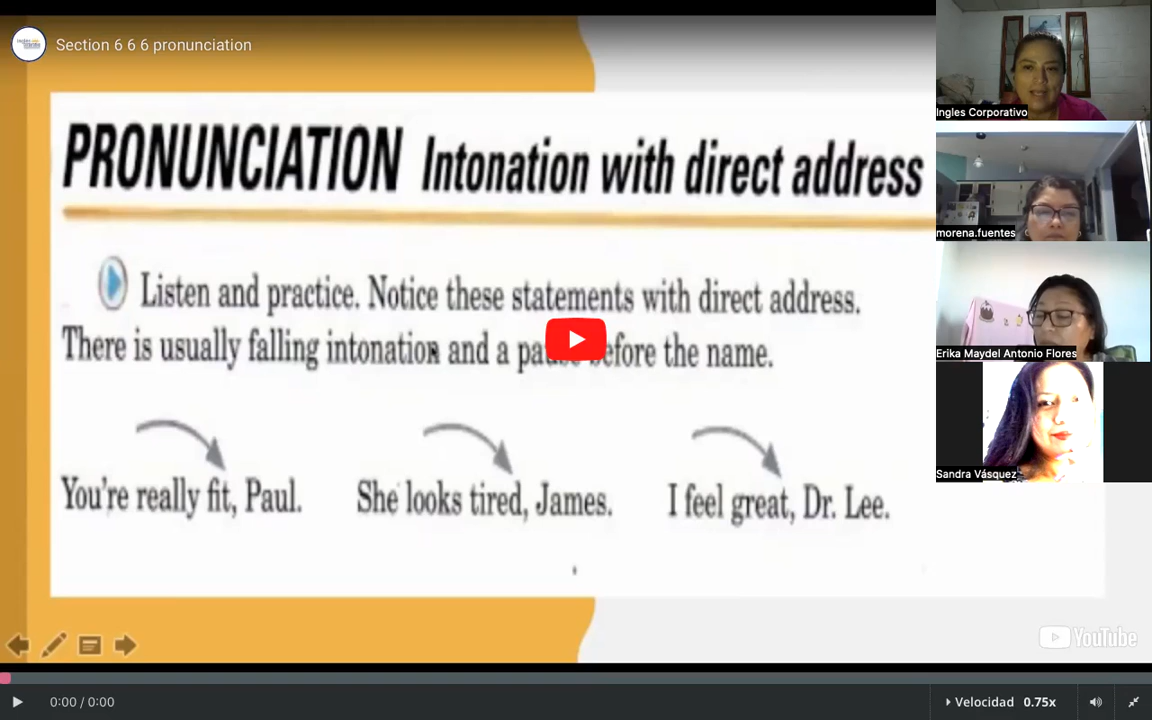 Section 6 6 6 pronunciation
PRONUNCIATION Intonation with direct address
Listen and practice. Notice these statements with direct address.
There is usually falling intonation and a before the name.
You're really fit, Paul. She looks tired, James. I feel great, Dr. Lee.
Ingles Corporativo
morena.fuentes
Erika Maydel Antonio Flores
Sandra Vásquez
YouTube
0:00 / 0:00
Velocidad 0.75x